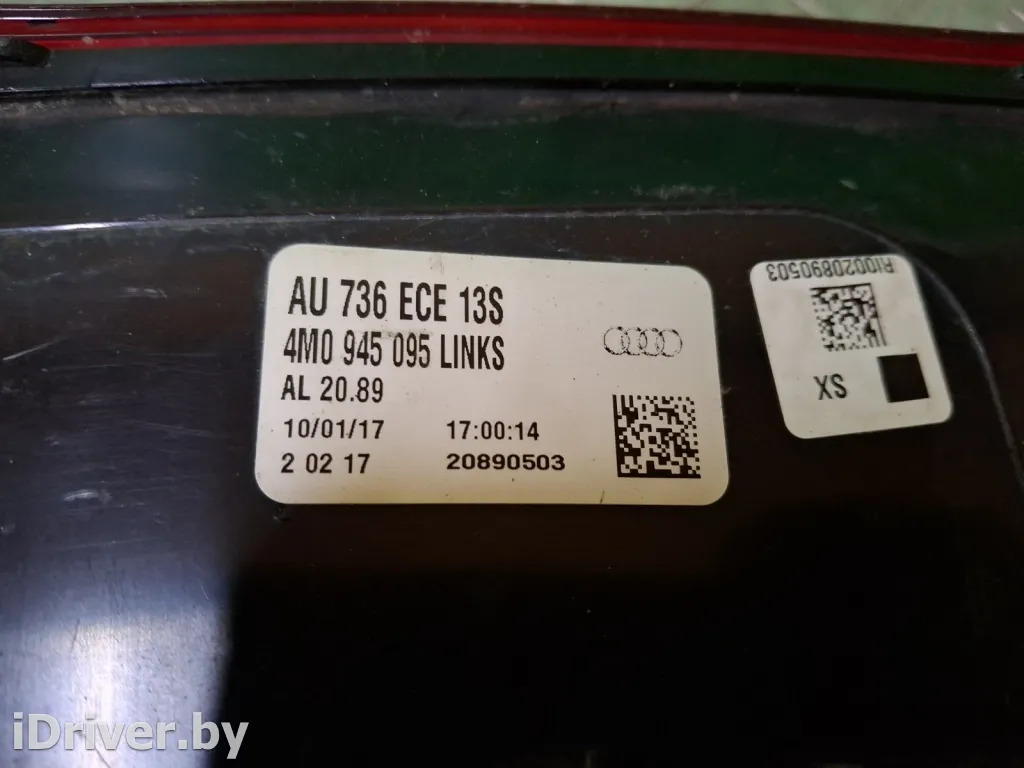 AU 736 ECE 13S
4M0 945 095 LINKS
AL 20.89
10/01/17 17:00:14
2 02 17 20890503
RI0020890503
SX
iDriver.by